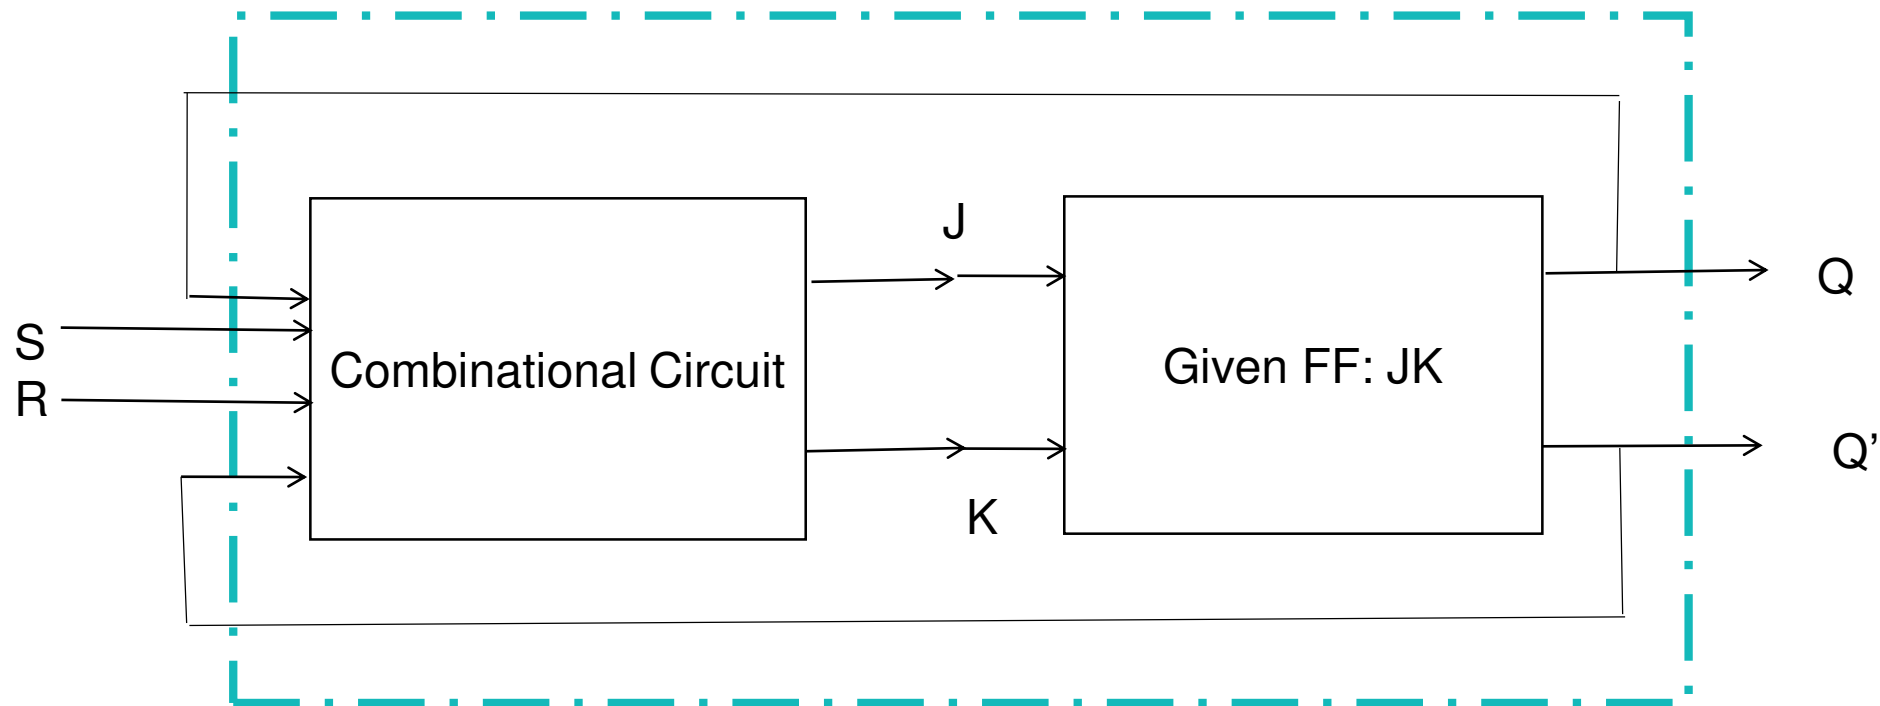 S
R
Combinational Circuit
J
K
Given FF: JK
Q
Q’